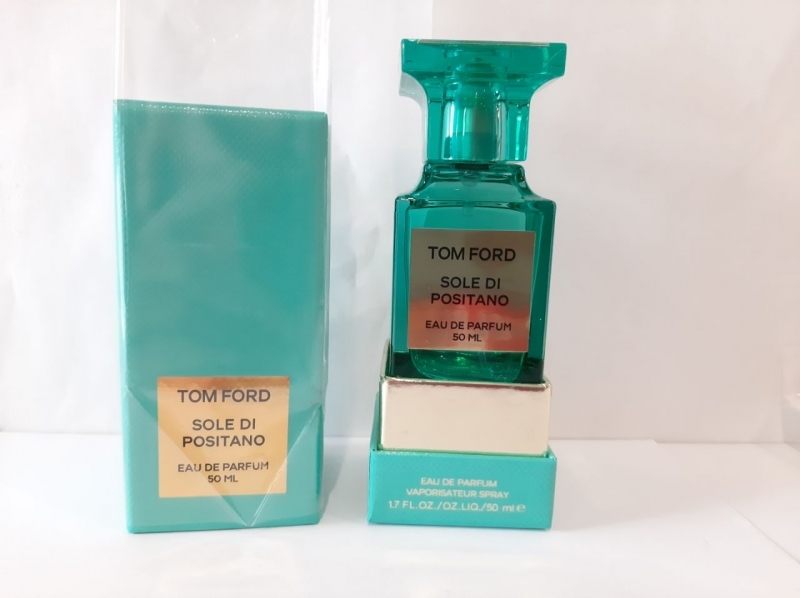 TOM FORD
SOLE DI
POSITANO
EAU DE PARFUM
50 ML
TOM FORD
SOLE DI
POSITANO
EAU DE PARFUM
50 ML
EAU DE PARFUM
VAPORISATEUR SPRAY
1.7 FL.OZ./OZ.LIQ./50 ml e